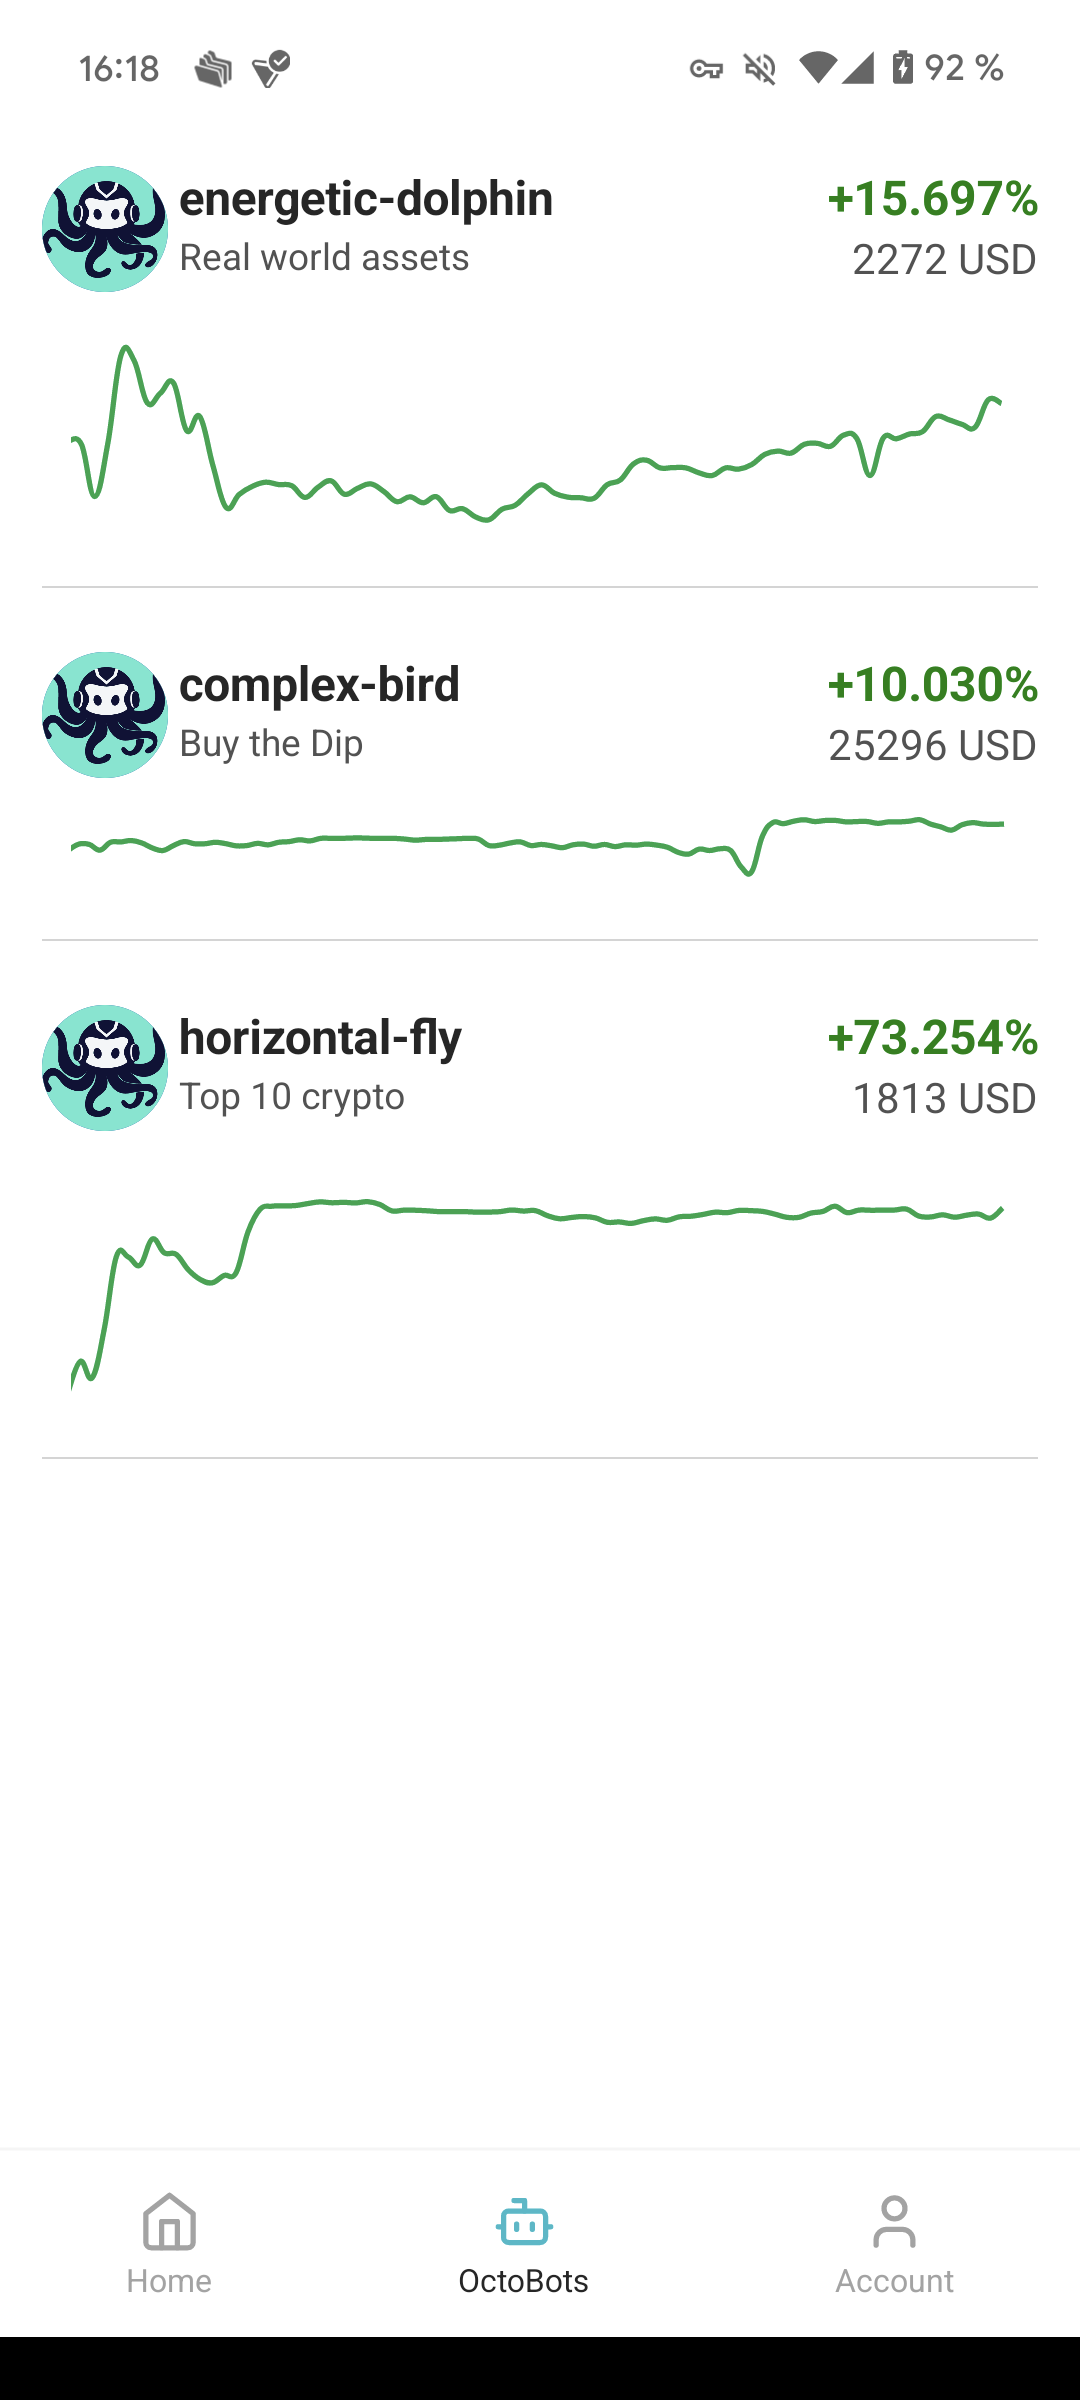 16:18 92 %
energetic-dolphin +15.697%
Real world assets 2272 USD
complex-bird +10.030%
Buy the Dip 25296 USD
horizontal-fly +73.254%
Top 10 crypto 1813 USD
Home OctoBots Account